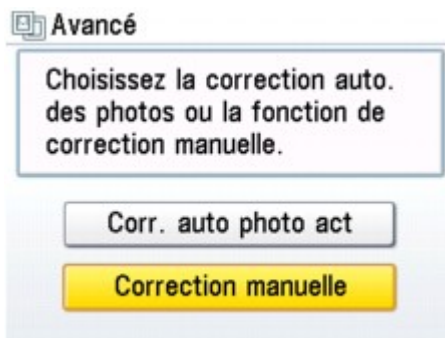 Avancé
Choisissez la correction auto.
des photos ou la fonction de
correction manuelle.
Corr. auto photo act
Correction manuelle